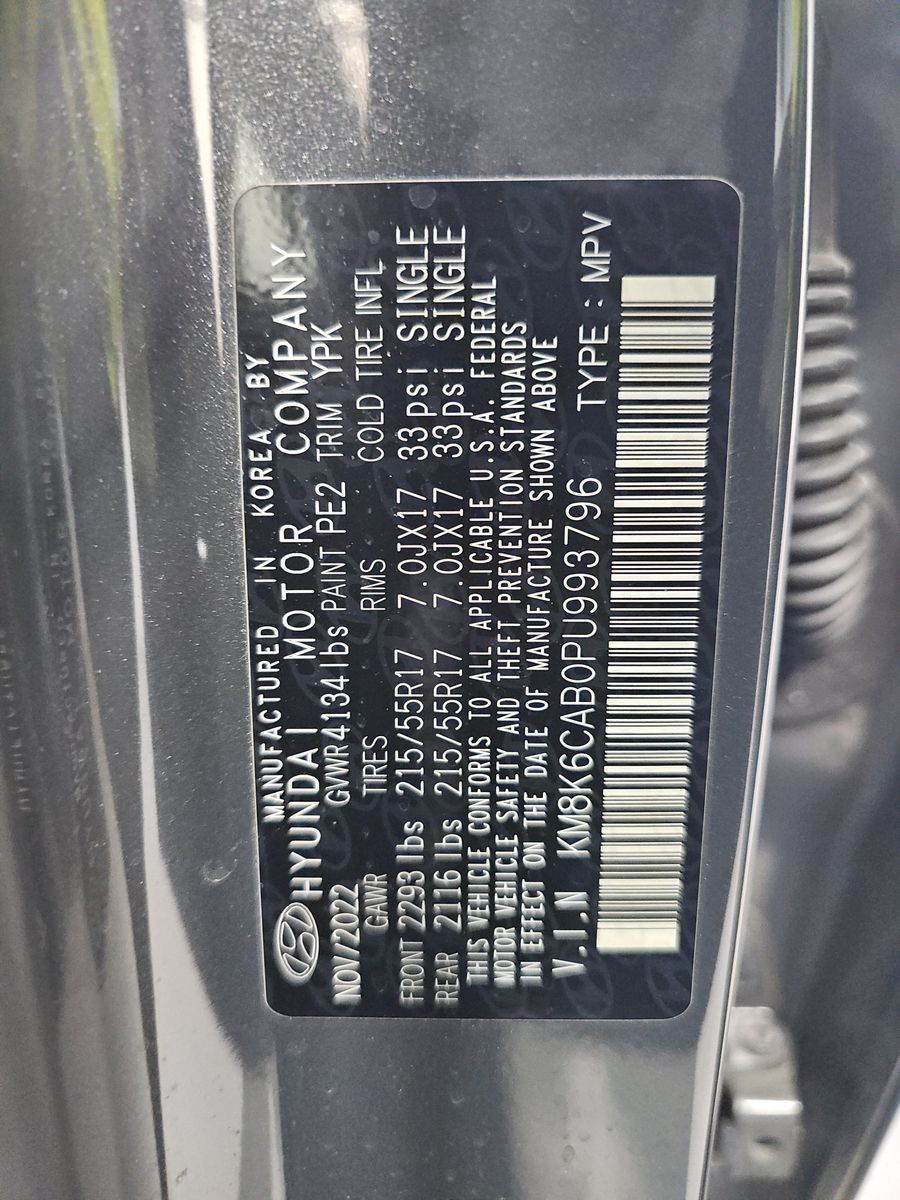 MANUFACTURED IN KOREA BY
HYUNDAI MOTOR COMPANY
NOV/2022 GVWR4134lbs PAINT PE2 TRIM YPK
GAWR TIRES RIMS COLD TIRE INFL
FRONT 2293 lbs 215/55R17 7.0JX17 33psi SINGLE
REAR 2116 lbs 215/55R17 7.0JX17 33psi SINGLE
THIS VEHICLE CONFORMS TO ALL APPLICABLE U.S.A. FEDERAL
MOTOR VEHICLE SAFETY AND THEFT PREVENTION STANDARDS
IN EFFECT ON THE DATE OF MANUFACTURE SHOWN ABOVE
V.I.N KM8K6CAB0PU993796 TYPE : MPV